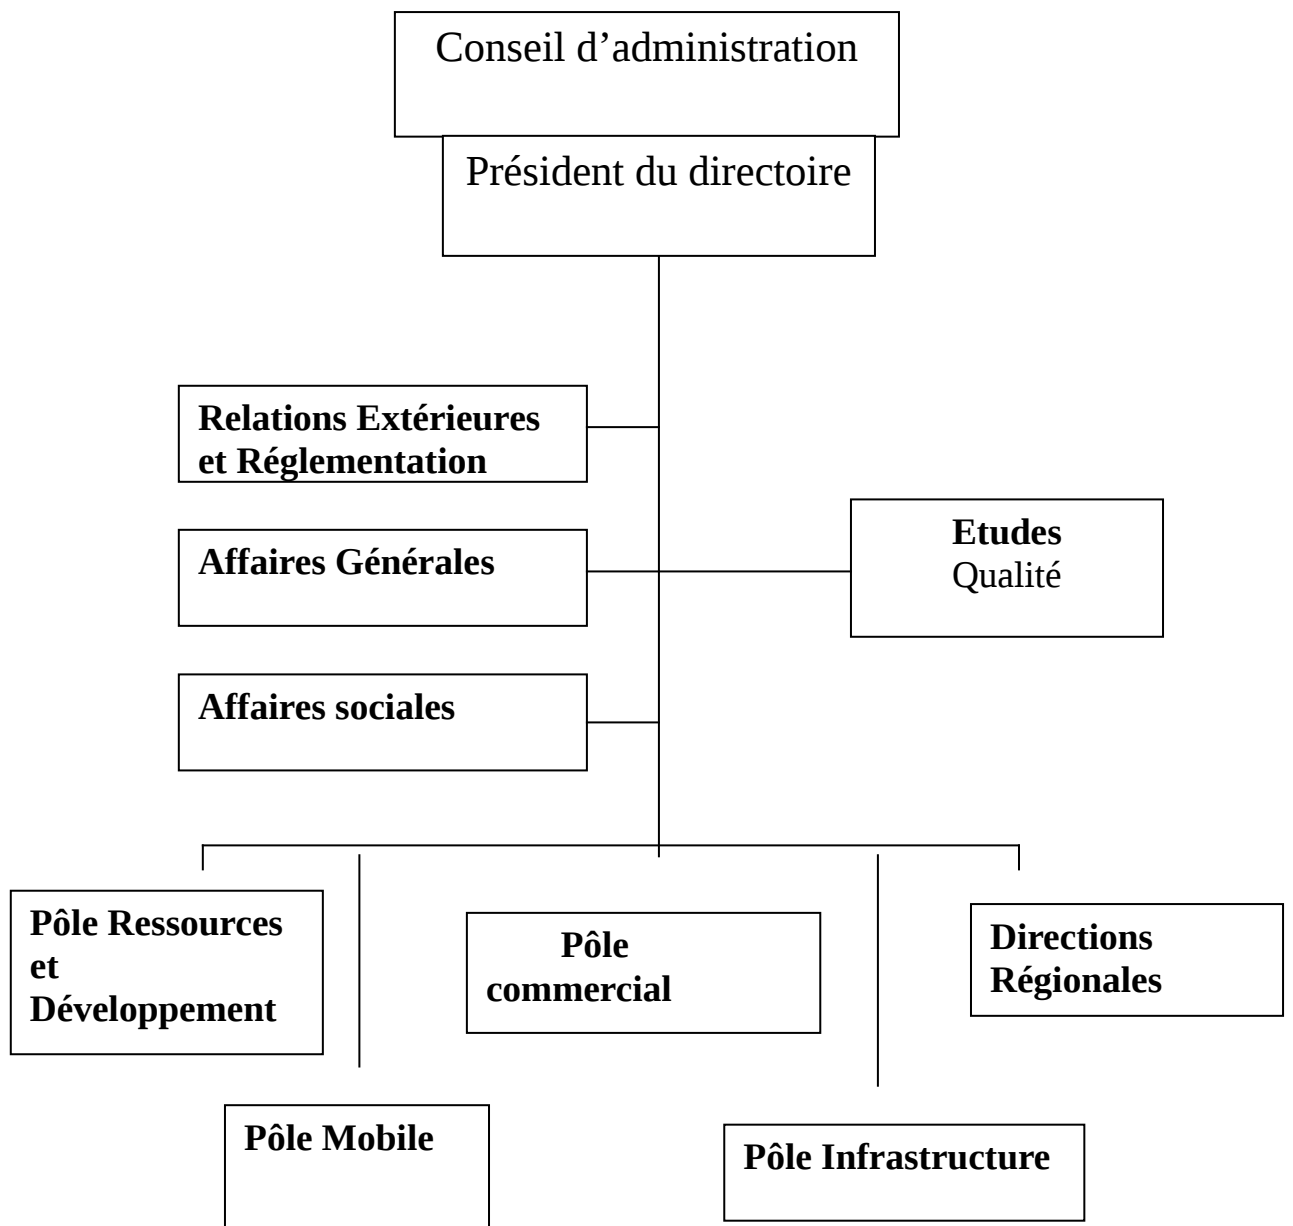 Conseil d’administration
Président du directoire
Relations Extérieures
et Réglementation
Affaires Générales
Etudes
Qualité
Affaires sociales
Pôle Ressources
et
Développement
Pôle
commercial
Directions
Régionales
Pôle Mobile
Pôle Infrastructure